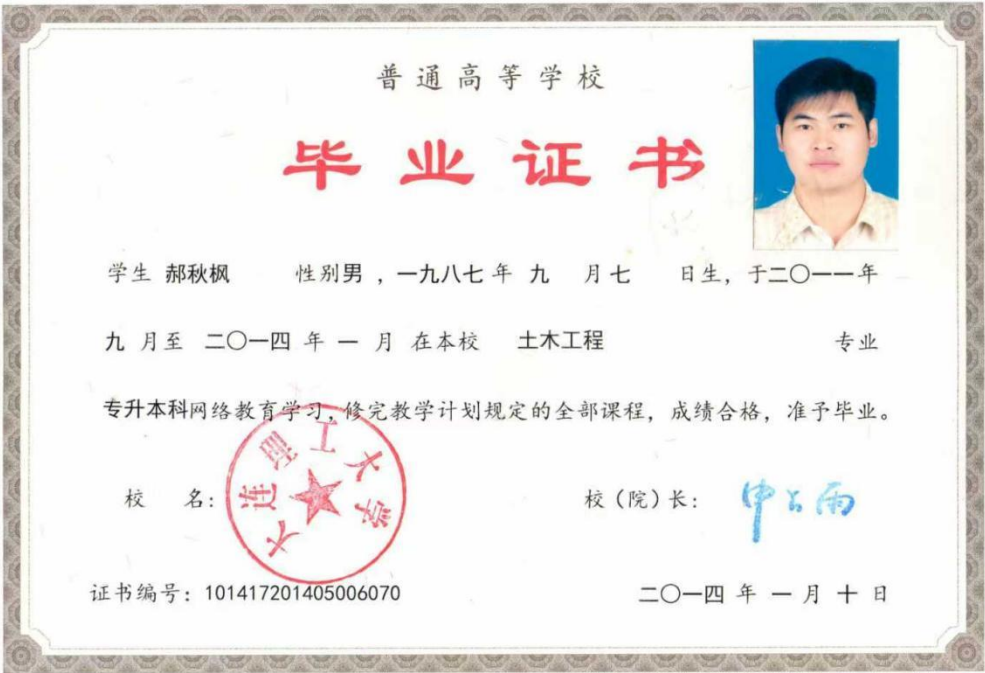 普通高等学校
毕业证书
学生 郝秋枫 性别男，一九八七年 九 月七 日生，于二〇一一年
九 月至 二〇一四 年 一 月 在本校 土木工程 专业
专升本科网络教育学习，修完教学计划规定的全部课程，成绩合格，准予毕业。
校 名： 大连理工大学
校（院）长： 申长雨
证书编号：101417201405006070
二〇一四 年 一 月 十 日